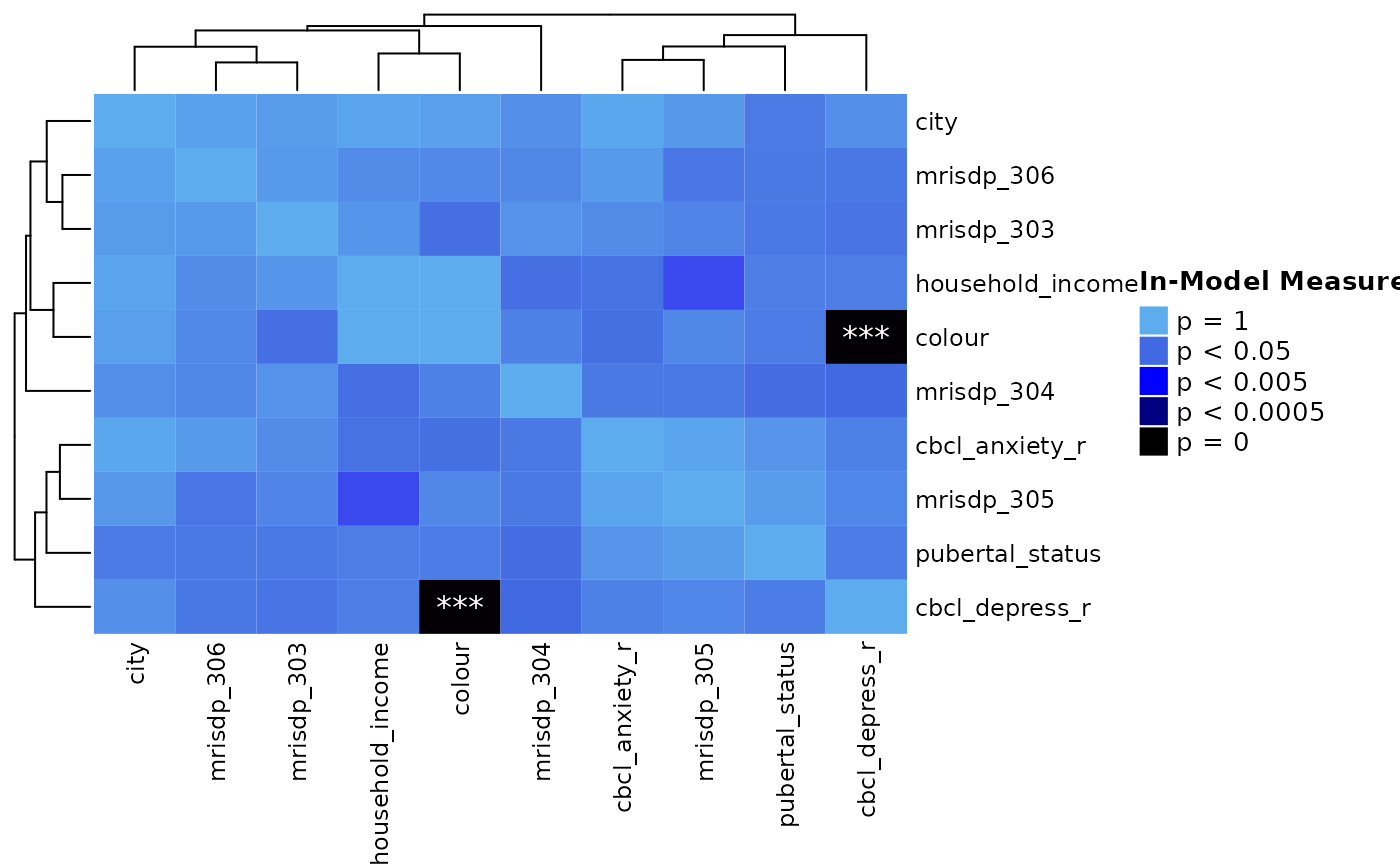 city
mrisdp_306
mrisdp_303
household_income
In-Model Measure
colour
***
mrisdp_304
cbcl_anxiety_r
mrisdp_305
pubertal_status
cbcl_depress_r
***
p = 1
p < 0.05
p < 0.005
p < 0.0005
p = 0
city
mrisdp_306
mrisdp_303
household_income
colour
mrisdp_304
cbcl_anxiety_r
mrisdp_305
pubertal_status
cbcl_depress_r